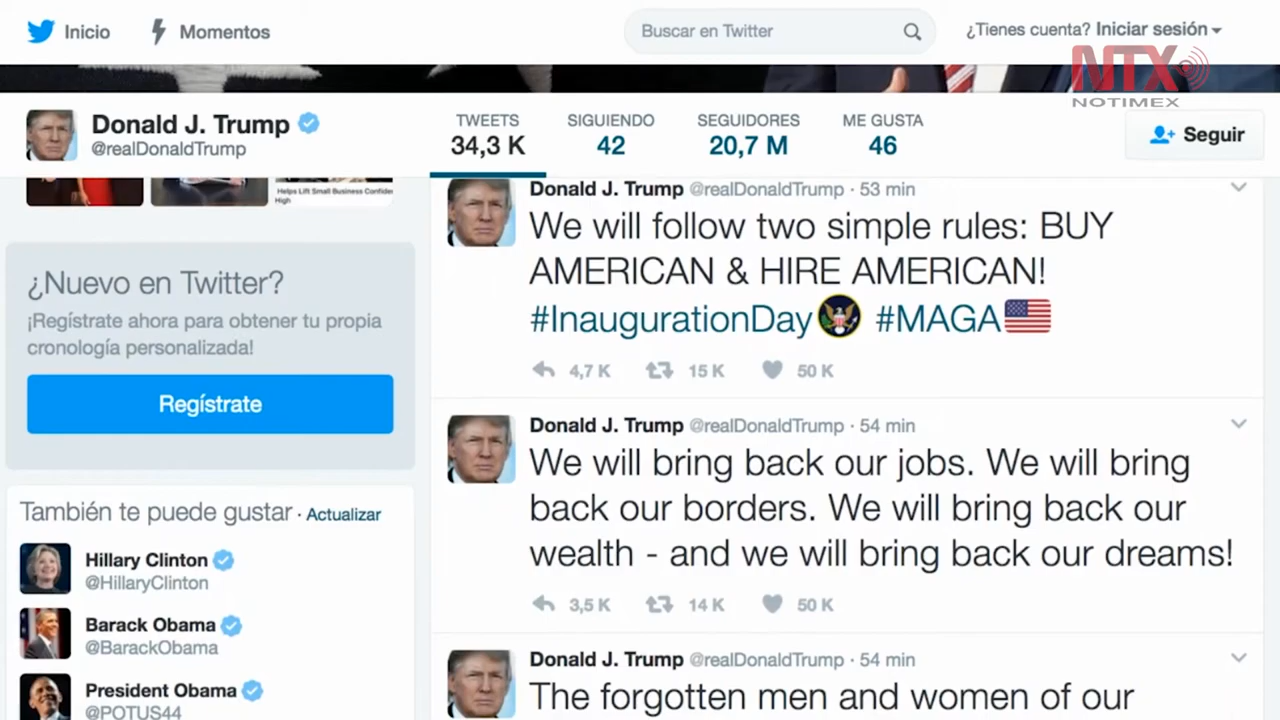 Inicio
Momentos
Buscar en Twitter
¿Tienes cuenta? Iniciar sesión
NTX
NOTIMEX
Donald J. Trump
@realDonaldTrump
TWEETS
34,3 K
SIGUIENDO
42
SEGUIDORES
20,7 M
ME GUSTA
46
Seguir
Helps Lift Small Business Confiden
High
¿Nuevo en Twitter?
¡Regístrate ahora para obtener tu propia
cronología personalizada!
Regístrate
También te puede gustar · Actualizar
Hillary Clinton
@HillaryClinton
Barack Obama
@BarackObama
President Obama
@POTUS44
Donald J. Trump @realDonaldTrump · 53 min
We will follow two simple rules: BUY
AMERICAN & HIRE AMERICAN!
#InaugurationDay #MAGA
4,7 K 15 K 50 K
Donald J. Trump @realDonaldTrump · 54 min
We will bring back our jobs. We will bring
back our borders. We will bring back our
wealth - and we will bring back our dreams!
3,5 K 14 K 50 K
Donald J. Trump @realDonaldTrump · 54 min
The forgotten men and women of our